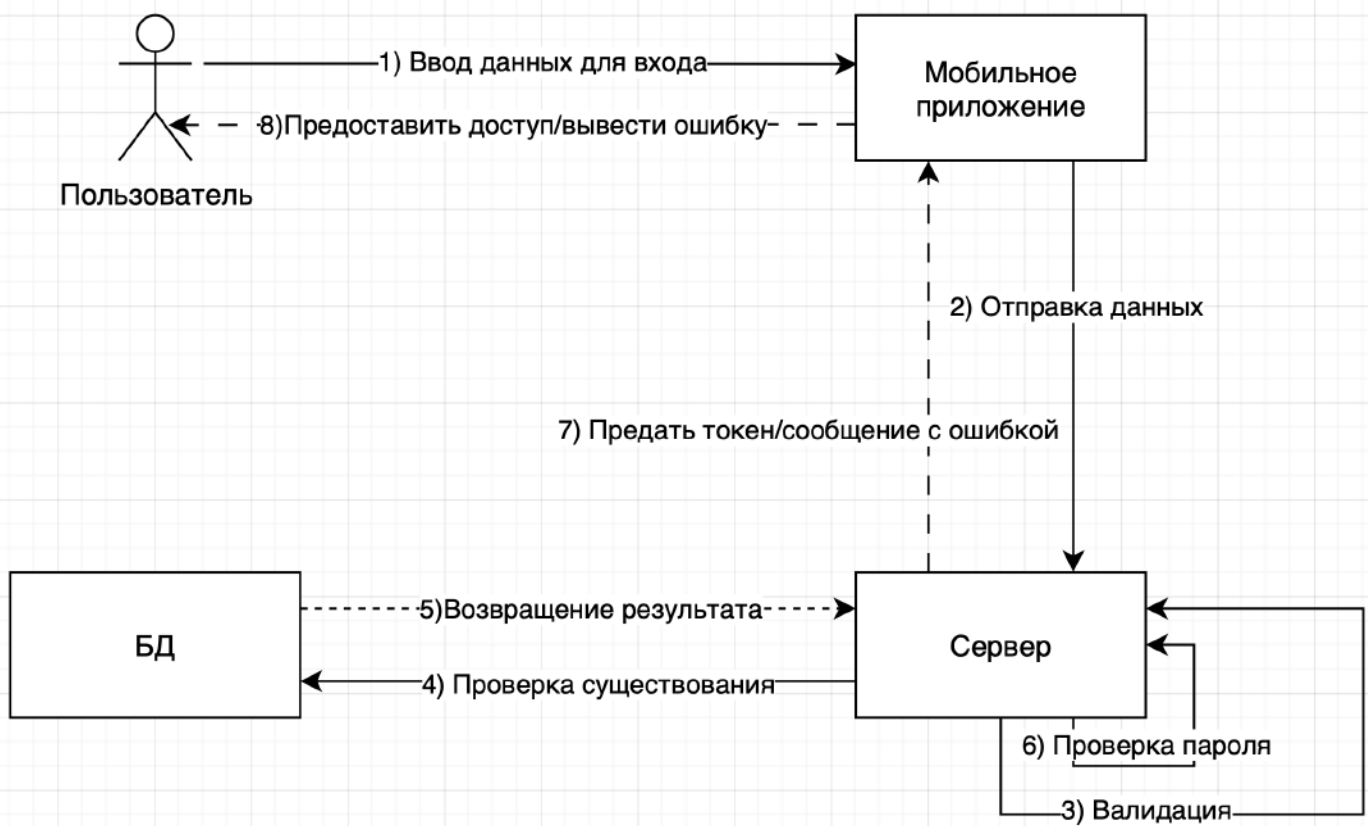 1) Ввод данных для входа
Мобильное
приложение
8)Предоставить доступ/вывести ошибку
Пользователь
2) Отправка данных
7) Предать токен/сообщение с ошибкой
5)Возвращение результата
БД
Сервер
4) Проверка существования
6) Проверка пароля
3) Валидация